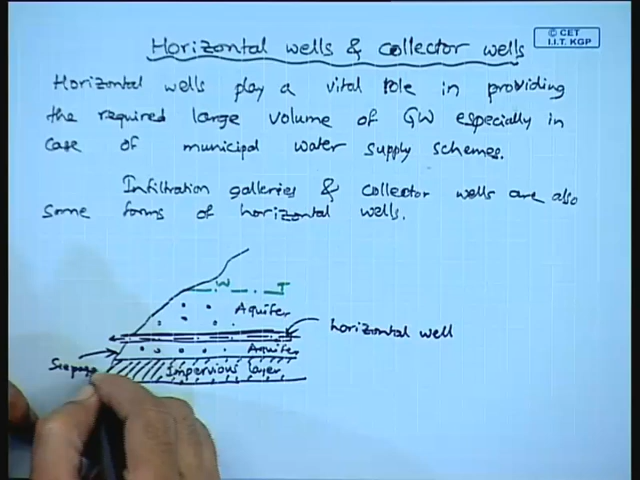 © CET
I.I.T. KGP
Horizontal wells & collector wells
Horizontal wells play a vital role in providing
the required large volume of GW especially in
case of municipal water supply schemes.
Infiltration galleries & collector wells are also
some forms of horizontal wells.
W T
Aquifer
horizontal well
Aquifer
Seepage
Impervious layer